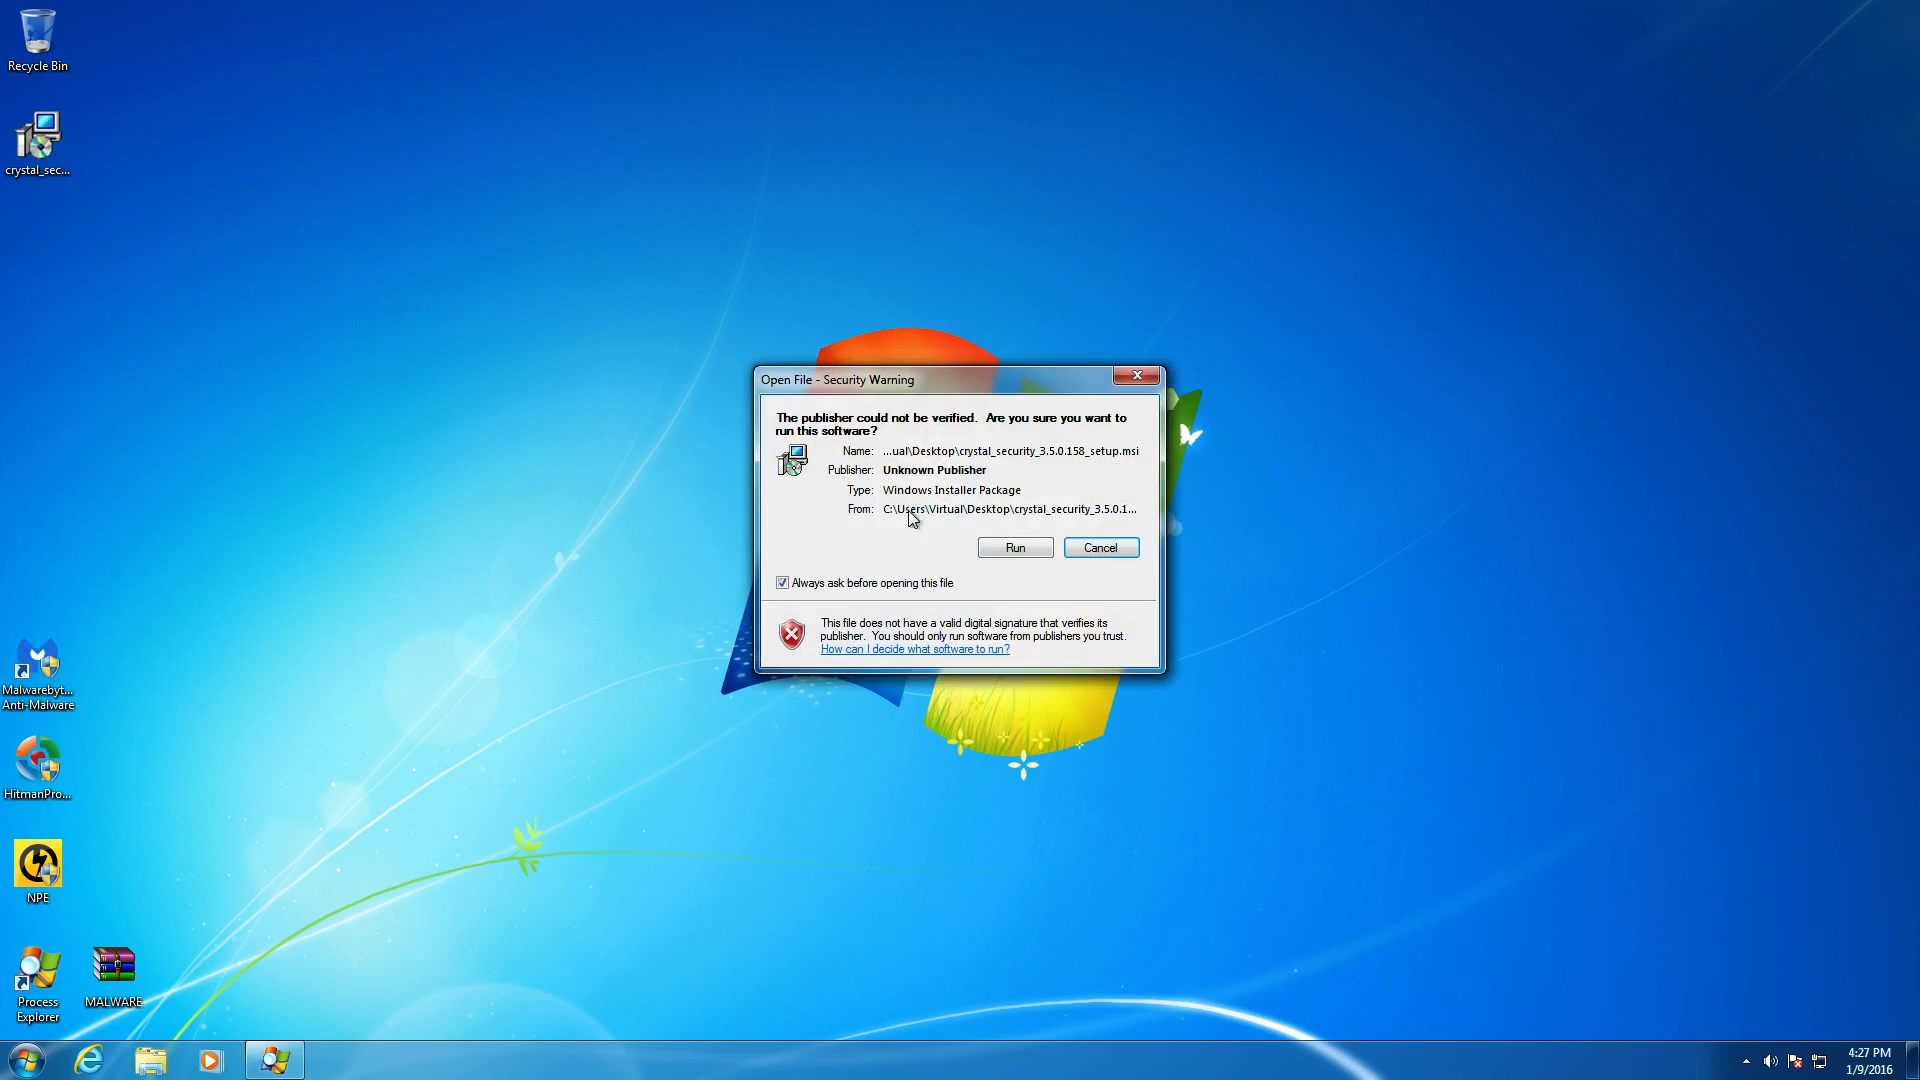 Recycle Bin
crystal_sec...
Open File - Security Warning
The publisher could not be verified.  Are you sure you want to
run this software?
Name: ...ual\Desktop\crystal_security_3.5.0.158_setup.msi
Publisher: Unknown Publisher
Type: Windows Installer Package
From: C:\Users\Virtual\Desktop\crystal_security_3.5.0.1...
Run Cancel
Always ask before opening this file
This file does not have a valid digital signature that verifies its
publisher.  You should only run software from publishers you trust.
How can I decide what software to run?
Malwarebyt...
Anti-Malware
HitmanPro...
NPE
Process
Explorer
MALWARE
4:27 PM
1/9/2016